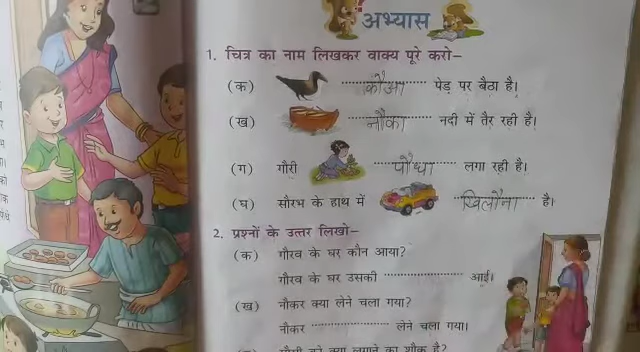 अभ्यास
1. चित्र का नाम लिखकर वाक्य पूरे करो–
(क) कौआ पेड़ पर बैठा है।
(ख) नौका नदी में तैर रही है।
(ग) गौरी पौधा लगा रही है।
(घ) सौरभ के हाथ में खिलौना है।
2. प्रश्नों के उत्तर लिखो–
(क) गौरव के घर कौन आया?
गौरव के घर उसकी ............ आई।
(ख) नौकर क्या लेने चला गया?
नौकर ............ लेने चला गया।
क्या लगाने का शौक है?